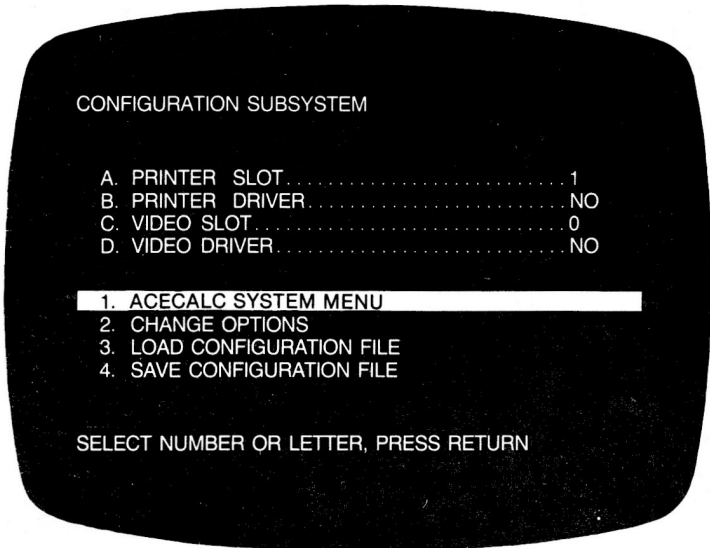 CONFIGURATION SUBSYSTEM
A. PRINTER SLOT............................1
B. PRINTER DRIVER..........................NO
C. VIDEO SLOT...............................0
D. VIDEO DRIVER.............................NO
1. ACECALC SYSTEM MENU
2. CHANGE OPTIONS
3. LOAD CONFIGURATION FILE
4. SAVE CONFIGURATION FILE
SELECT NUMBER OR LETTER, PRESS RETURN